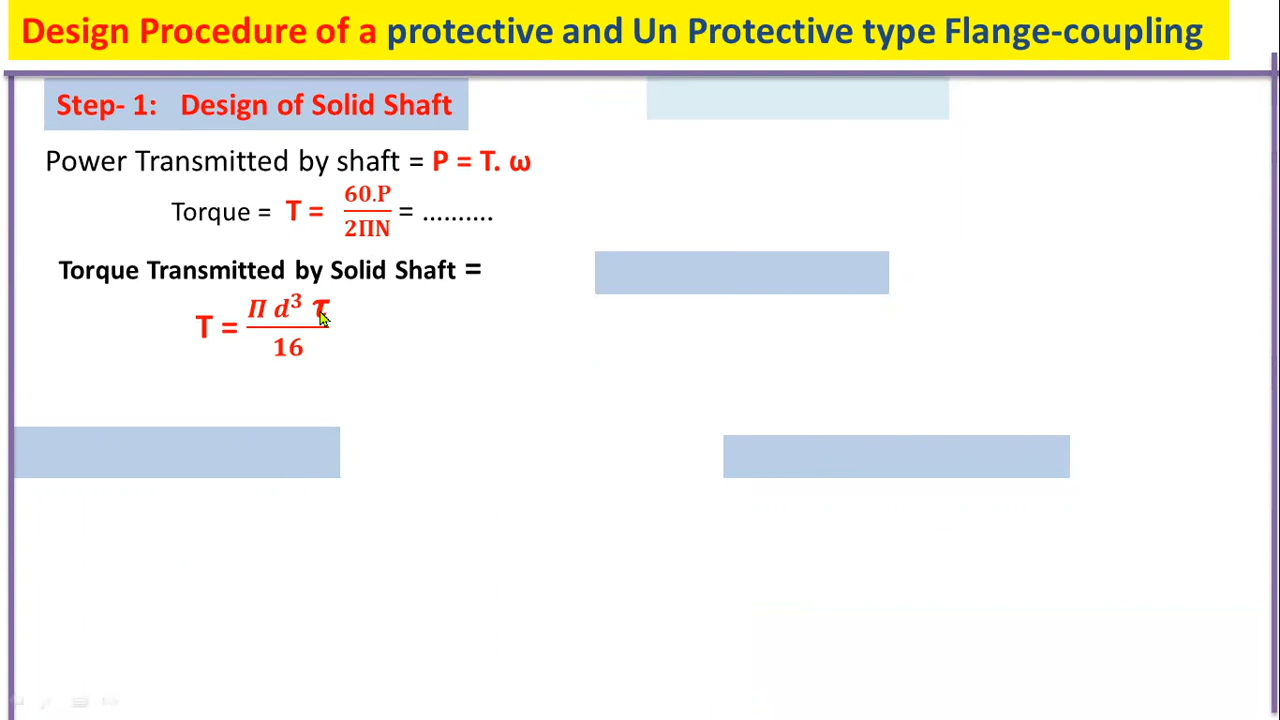 Design Procedure of a protective and Un Protective type Flange-coupling
Step- 1: Design of Solid Shaft
Power Transmitted by shaft = P = T. ω
Torque = T = 60.P / 2ΠN = ..........
Torque Transmitted by Solid Shaft =
T = Π d³ τ / 16